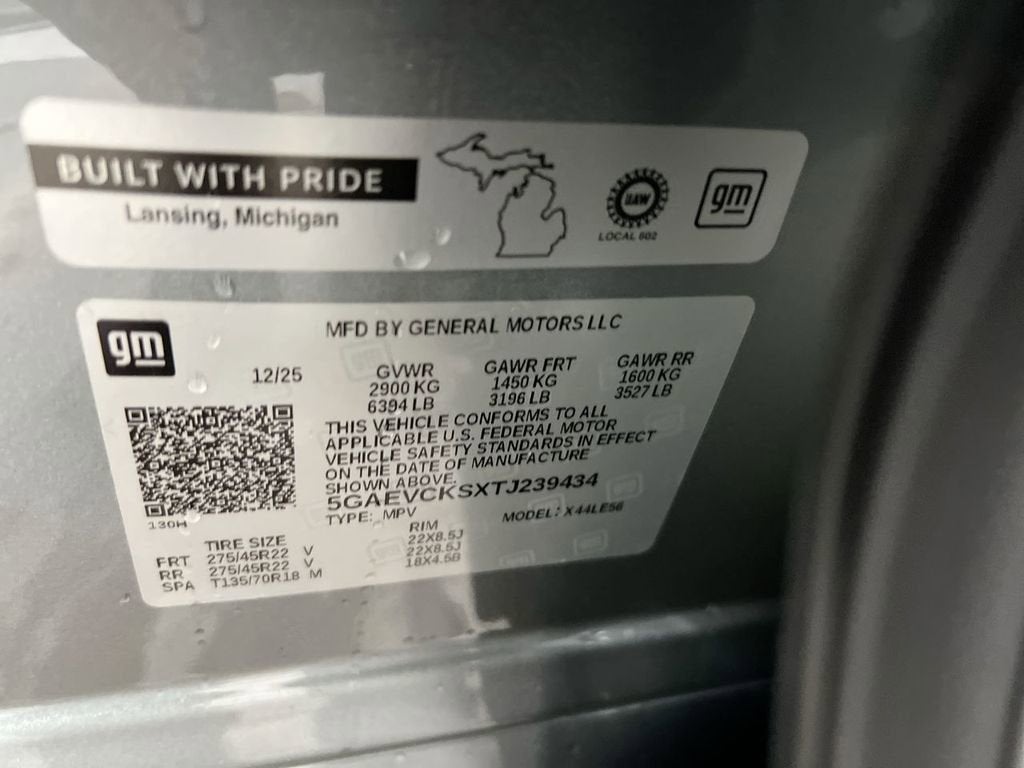 BUILT WITH PRIDE
Lansing, Michigan
UAW
LOCAL 602
gm
gm
MFD BY GENERAL MOTORS LLC
12/25
GVWR
2900 KG
6394 LB
GAWR FRT
1450 KG
3196 LB
GAWR RR
1600 KG
3527 LB
THIS VEHICLE CONFORMS TO ALL
APPLICABLE U.S. FEDERAL MOTOR
VEHICLE SAFETY STANDARDS IN EFFECT
ON THE DATE OF MANUFACTURE
SHOWN ABOVE.
5GAEVCKSXTJ239434
TYPE: MPV MODEL: X44LE56
130H
TIRE SIZE RIM
FRT 275/45R22 V 22X8.5J
RR 275/45R22 V 22X8.5J
SPA T135/70R18 M 18X4.5B